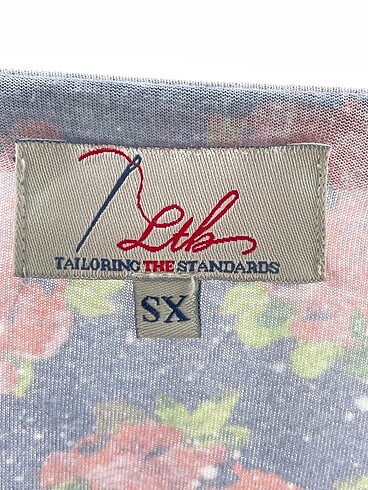 Ltb
TAILORING THE STANDARDS
SX